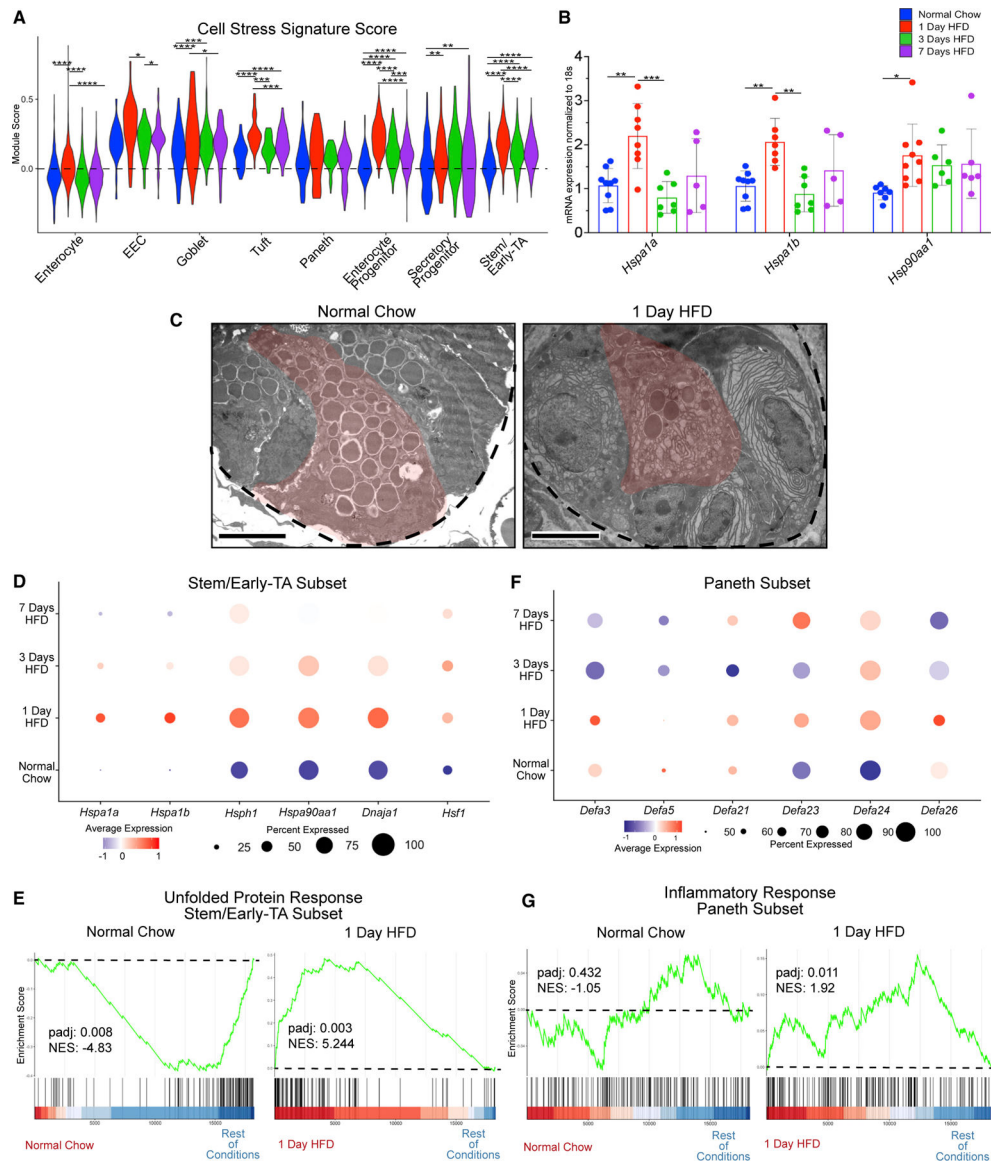 A
Cell Stress Signature Score
Module Score
0.5
0.0
**** ****
****
* *
*** ****
*
****
**** ***
***
****
**** ****
*** ****
** **
****
**** ****
**** ****
Enterocyte
EEC
Goblet
Tuft
Paneth
Enterocyte
Progenitor
Secretory
Progenitor
Stem/
Early-TA
B
Normal Chow
1 Day HFD
3 Days HFD
7 Days HFD
mRNA expression normalized to 18s
4
3
2
1
0
** ***
** **
*
Hspa1a
Hspa1b
Hsp90aa1
C
Normal Chow
1 Day HFD
D
Stem/Early-TA Subset
7 Days
HFD
3 Days
HFD
1 Day
HFD
Normal
Chow
Hspa1a Hspa1b Hsph1 Hspa90aa1 Dnaja1 Hsf1
Average Expression
-1 0 1
Percent Expressed
25 50 75 100
F
Paneth Subset
7 Days
HFD
3 Days
HFD
1 Day
HFD
Normal
Chow
Defa3 Defa5 Defa21 Defa23 Defa24 Defa26
-1 0 1
Average Expression
50 60 70 80 90 100
Percent Expressed
E
Unfolded Protein Response
Stem/Early-TA Subset
Normal Chow
1 Day HFD
Enrichment Score
padj: 0.008
NES: -4.83
padj: 0.003
NES: 5.244
5000 10000 15000
5000 10000 15000
Normal Chow
Rest
of
Conditions
1 Day HFD
Rest
of
Conditions
G
Inflammatory Response
Paneth Subset
Normal Chow
1 Day HFD
Enrichment Score
padj: 0.432
NES: -1.05
padj: 0.011
NES: 1.92
5000 10000 15000
5000 10000 15000
Normal Chow
Rest
of
Conditions
1 Day HFD
Rest
of
Conditions